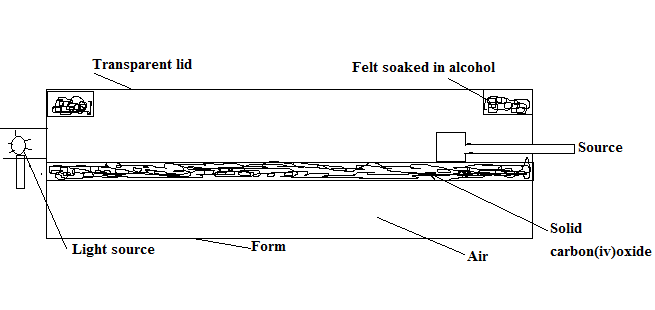 Transparent lid
Felt soaked in alcohol
Source
Solid
carbon(iv)oxide
Light source
Form
Air